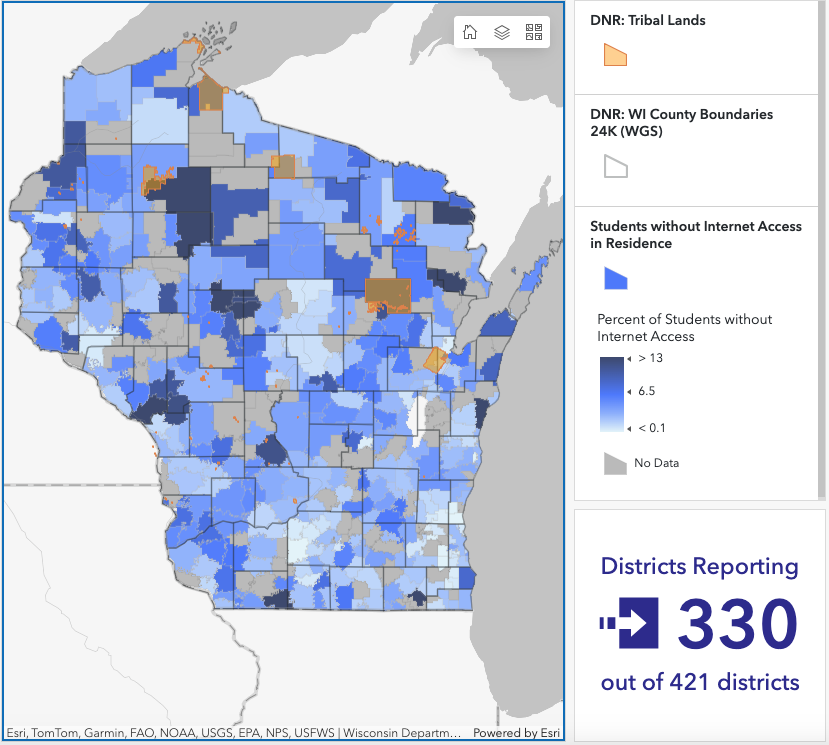 DNR: Tribal Lands
DNR: WI County Boundaries
24K (WGS)
Students without Internet Access
in Residence
Percent of Students without
Internet Access
> 13
6.5
< 0.1
No Data
Districts Reporting
330
out of 421 districts
Esri, TomTom, Garmin, FAO, NOAA, USGS, EPA, NPS, USFWS | Wisconsin Departm... Powered by Esri